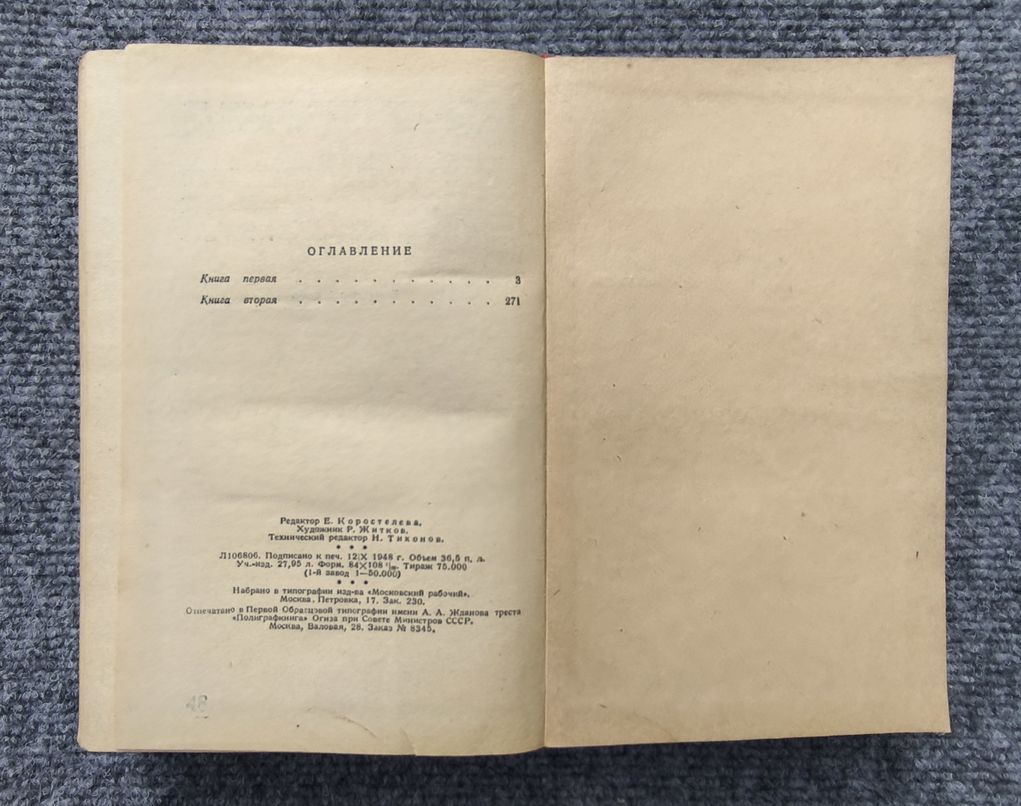 ОГЛАВЛЕНИЕ
Книга первая . . . . . . . . . . . 3
Книга вторая . . . . . . . . . . . 271
Редактор Е. Коростелева.
Художник Р. Житков.
Технический редактор Н. Тихонов.
* * *
Л106806. Подписано к печ. 12/X 1948 г. Объем 36,5 п. л.
Уч.-изд. 27,95 л. Форм. 84×108 1/32. Тираж 75.000
(1-й завод 1—50.000)
* * *
Набрано в типографии изд-ва «Московский рабочий».
Москва. Петровка, 17. Зак. 230.
Отпечатано в Первой Образцовой типографии имени А. А. Жданова треста
«Полиграфкнига» Огиза при Совете Министров СССР.
Москва, Валовая, 28. Заказ № 8345.
48